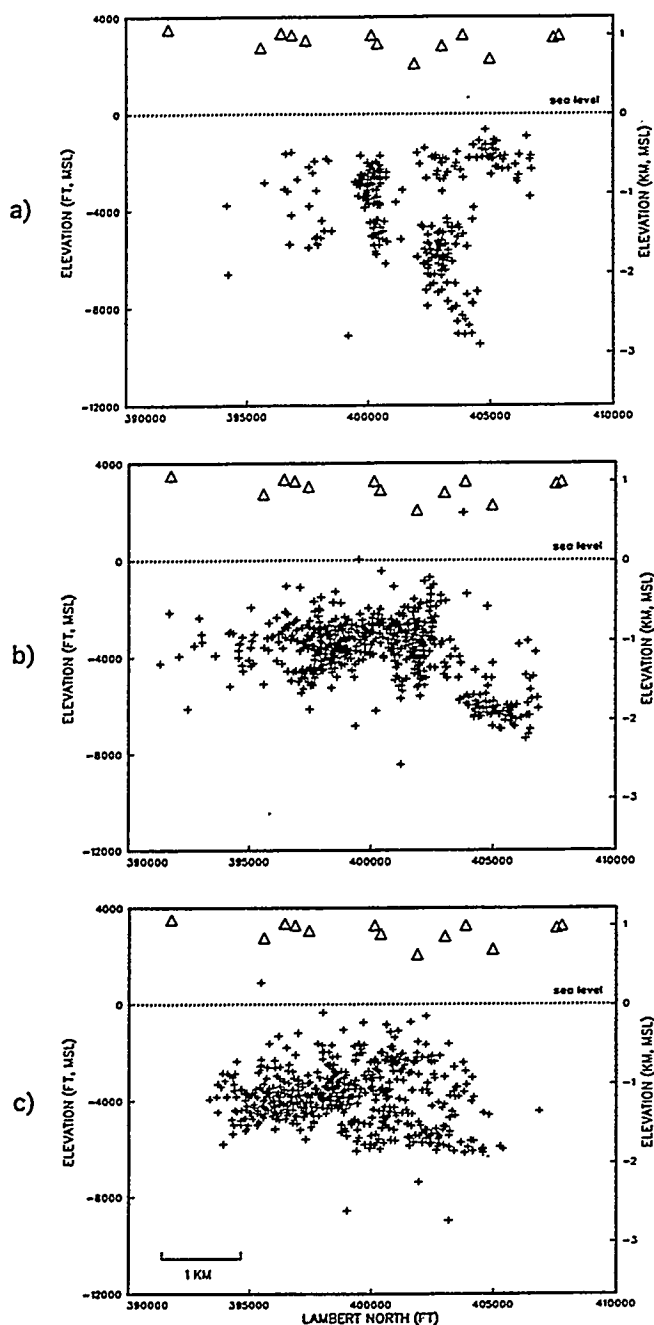 a)
ELEVATION (FT, MSL)
4000
0
−4000
−8000
−12000
sea level
1
0
−1
−2
−3
ELEVATION (KM, MSL)
390000 395000 400000 405000 410000
b)
ELEVATION (FT, MSL)
4000
0
−4000
−8000
−12000
sea level
1
0
−1
−2
−3
ELEVATION (KM, MSL)
390000 395000 400000 405000 410000
c)
ELEVATION (FT, MSL)
4000
0
−4000
−8000
−12000
sea level
1
0
−1
−2
−3
ELEVATION (KM, MSL)
1 KM
390000 395000 400000 405000 410000
LAMBERT NORTH (FT)